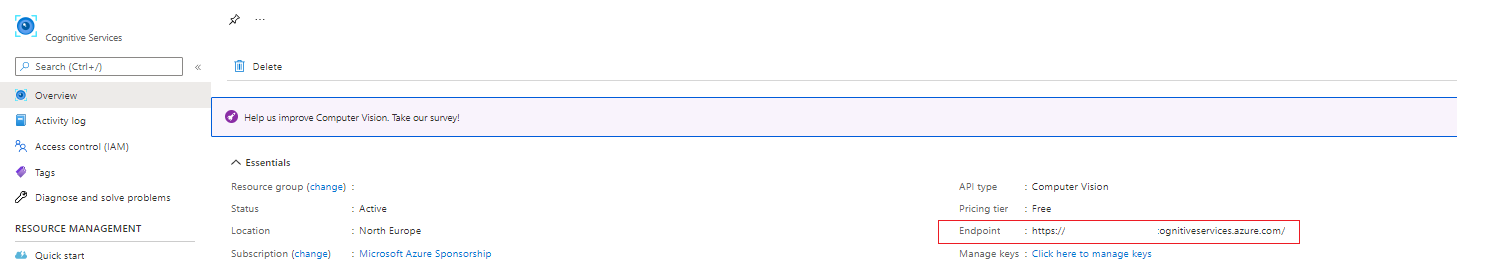 Cognitive Services
Search (Ctrl+/)
«
Delete
Overview
Activity log
Access control (IAM)
Tags
Diagnose and solve problems
RESOURCE MANAGEMENT
Quick start
Help us improve Computer Vision. Take our survey!
Essentials
Resource group (change) :
Status : Active
Location : North Europe
Subscription (change) : Microsoft Azure Sponsorship
API type : Computer Vision
Pricing tier : Free
Endpoint : https:// :ognitiveservices.azure.com/
Manage keys : Click here to manage keys